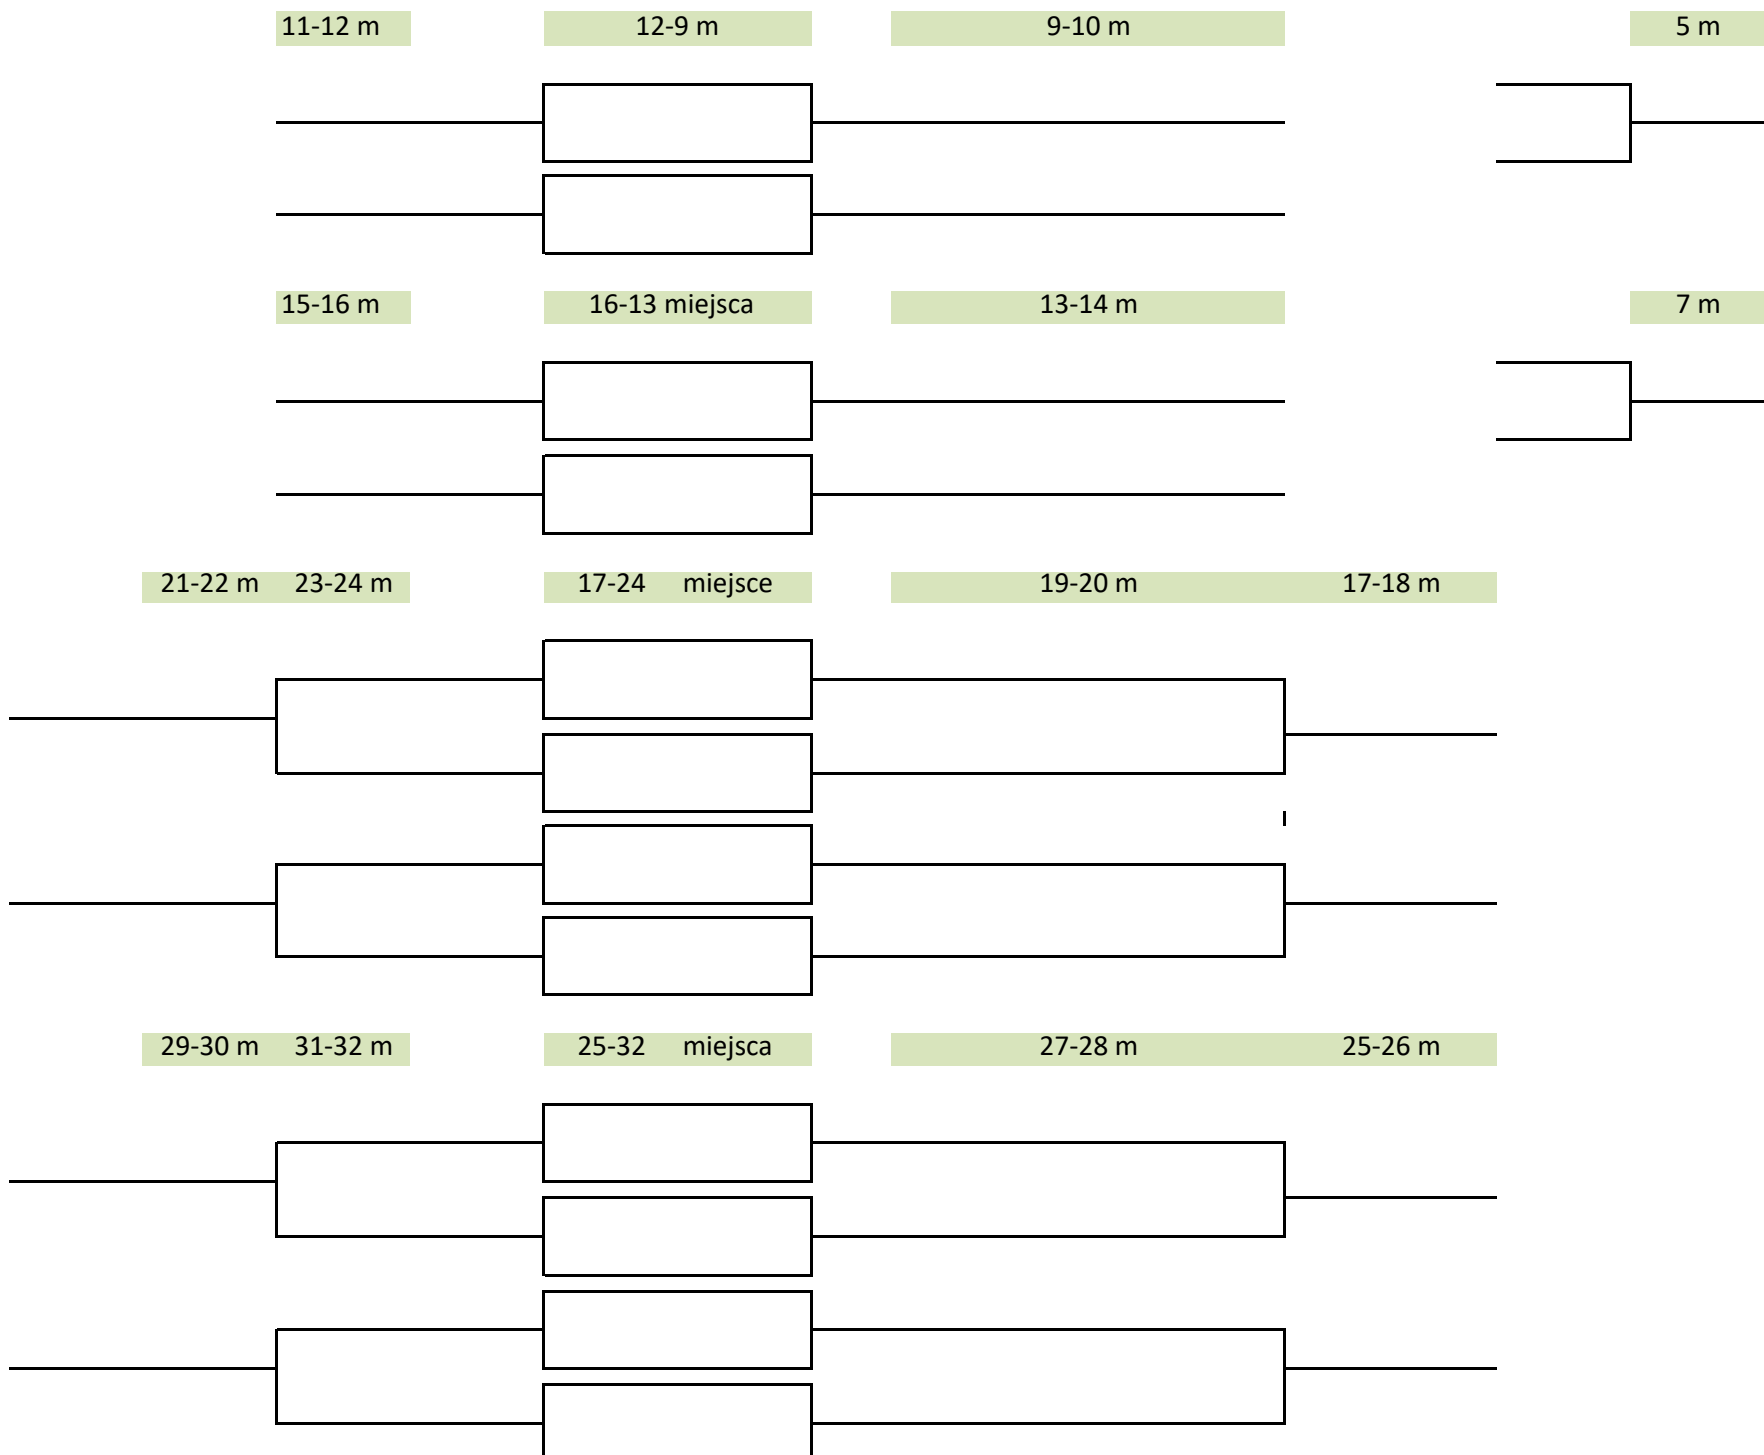 11-12 m 12-9 m 9-10 m 5 m
15-16 m 16-13 miejsca 13-14 m 7 m
21-22 m 23-24 m 17-24 miejsce 19-20 m 17-18 m
29-30 m 31-32 m 25-32 miejsca 27-28 m 25-26 m